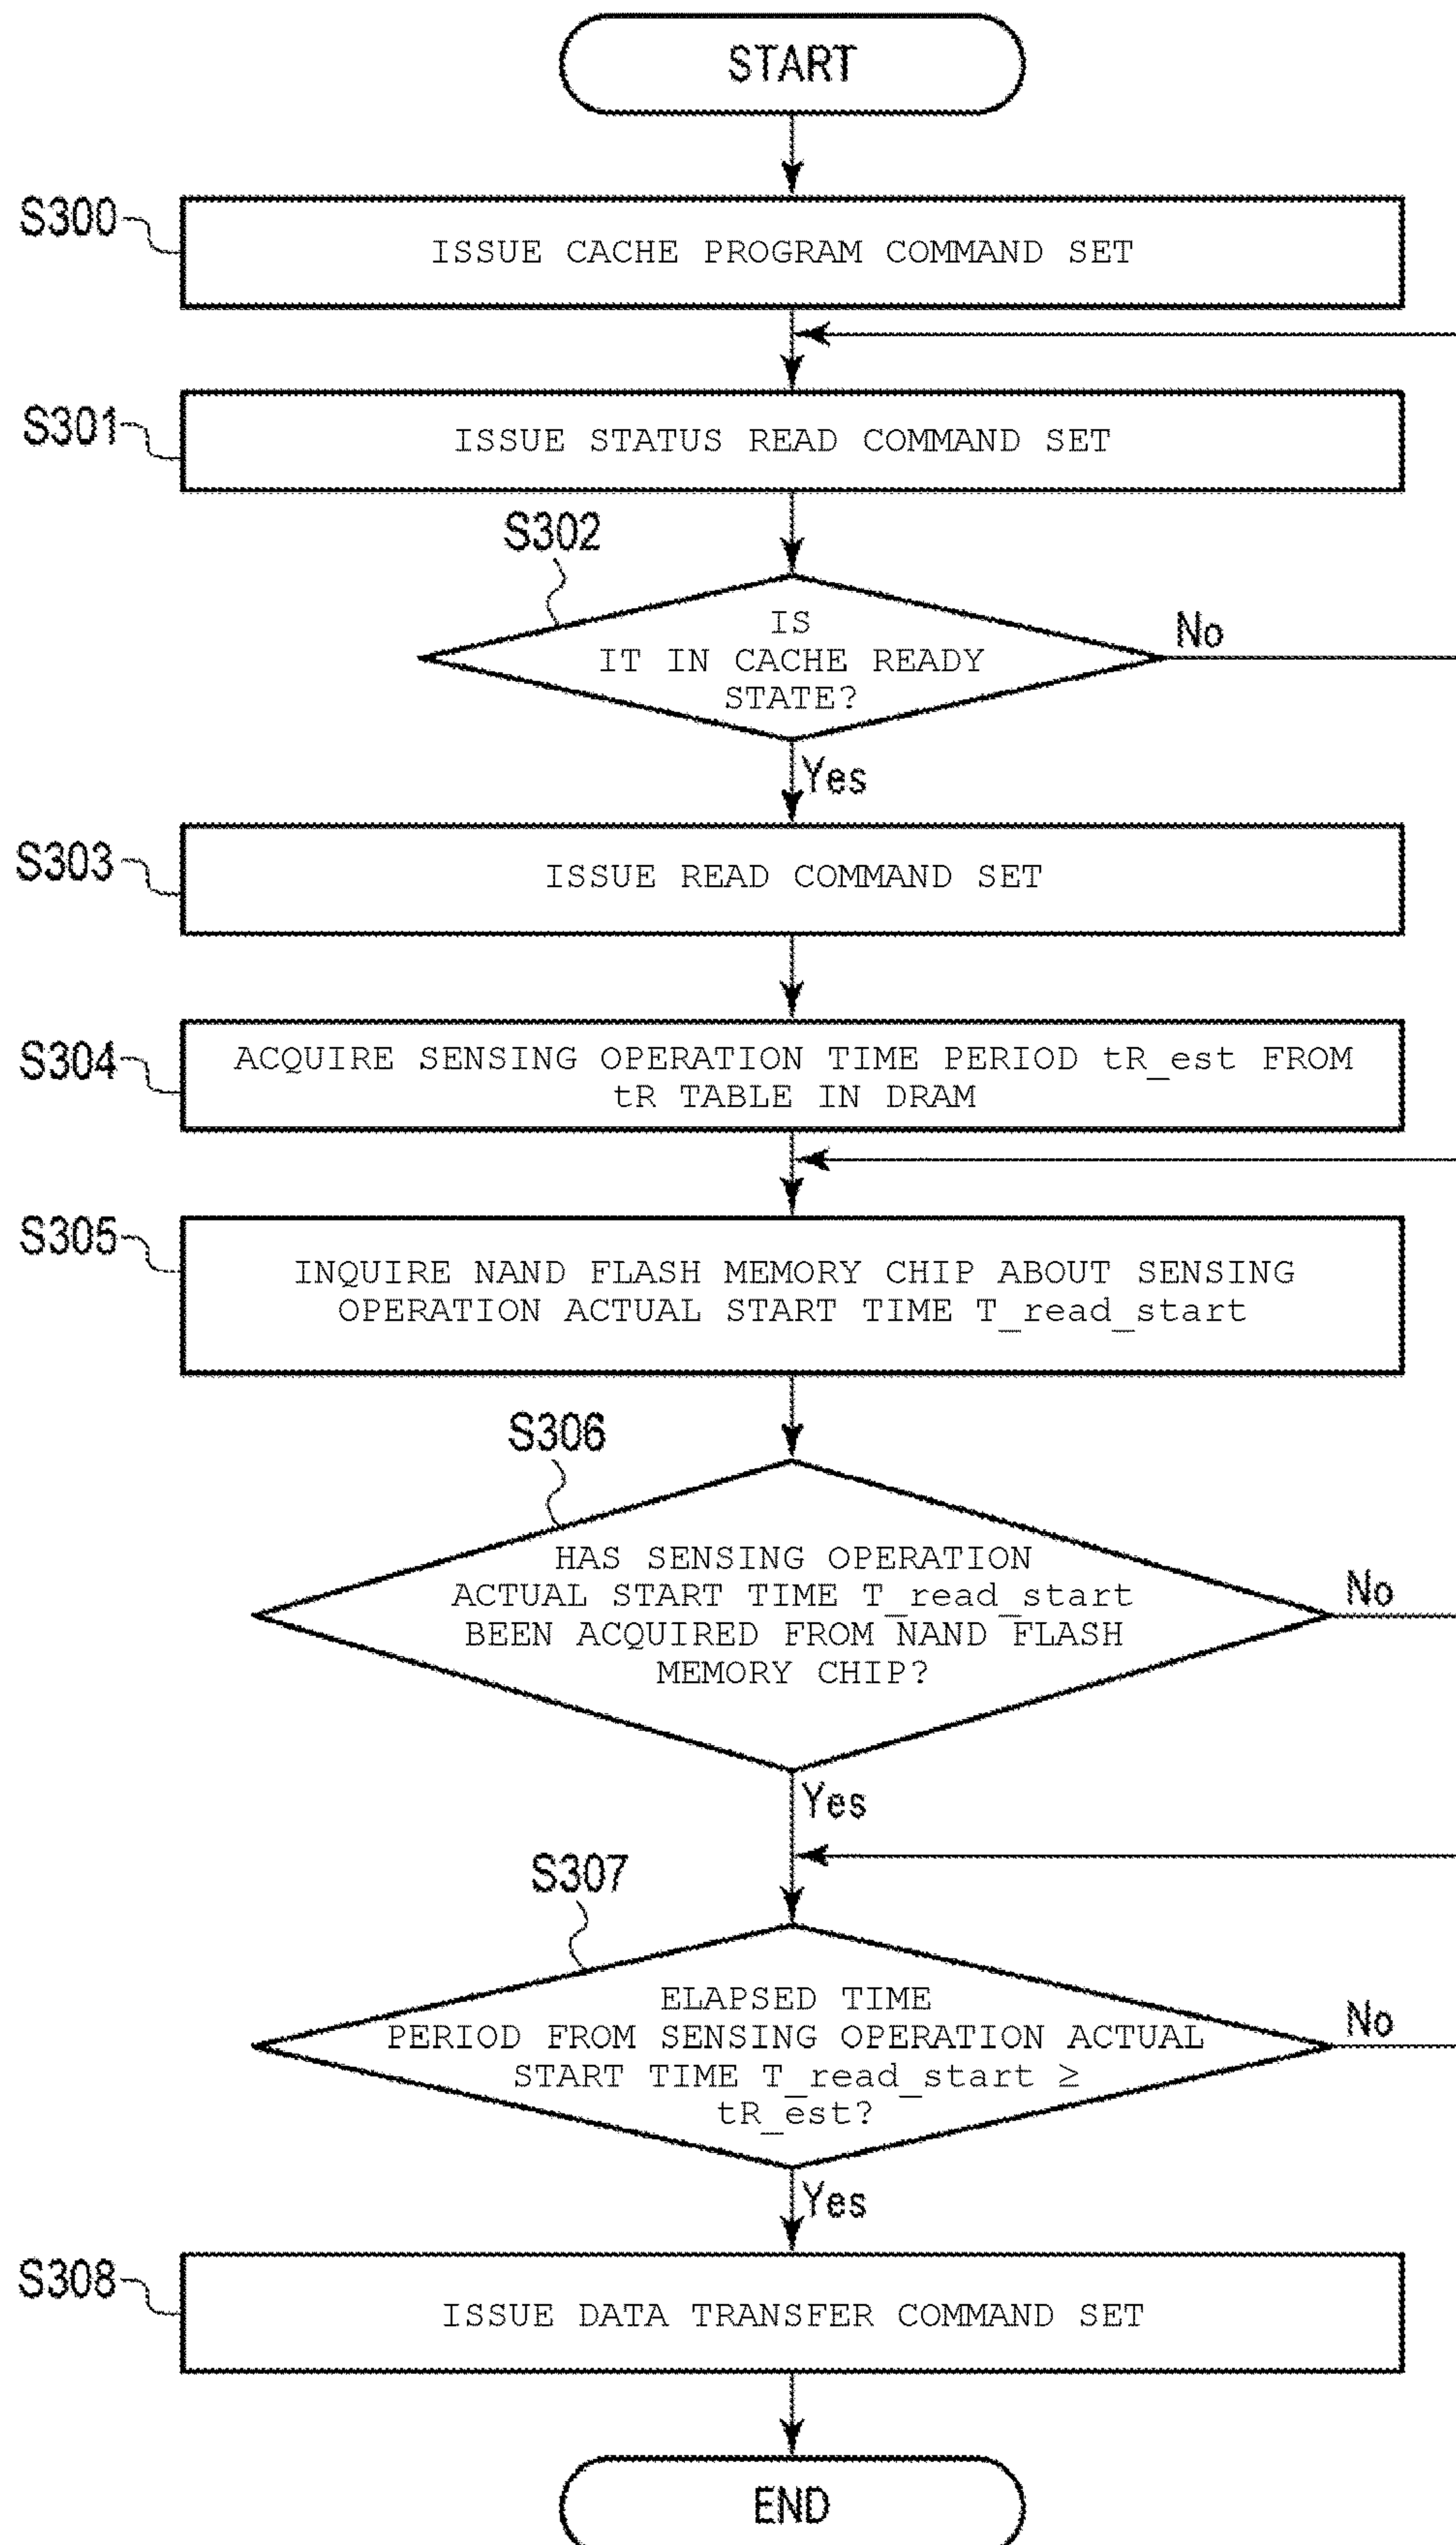 START
S300
ISSUE CACHE PROGRAM COMMAND SET
S301
ISSUE STATUS READ COMMAND SET
S302
IS
IT IN CACHE READY
STATE?
No
Yes
S303
ISSUE READ COMMAND SET
S304
ACQUIRE SENSING OPERATION TIME PERIOD tR_est FROM
tR TABLE IN DRAM
S305
INQUIRE NAND FLASH MEMORY CHIP ABOUT SENSING
OPERATION ACTUAL START TIME T_read_start
S306
HAS SENSING OPERATION
ACTUAL START TIME T_read_start
BEEN ACQUIRED FROM NAND FLASH
MEMORY CHIP?
No
Yes
S307
ELAPSED TIME
PERIOD FROM SENSING OPERATION ACTUAL
START TIME T_read_start ≥
tR_est?
No
Yes
S308
ISSUE DATA TRANSFER COMMAND SET
END